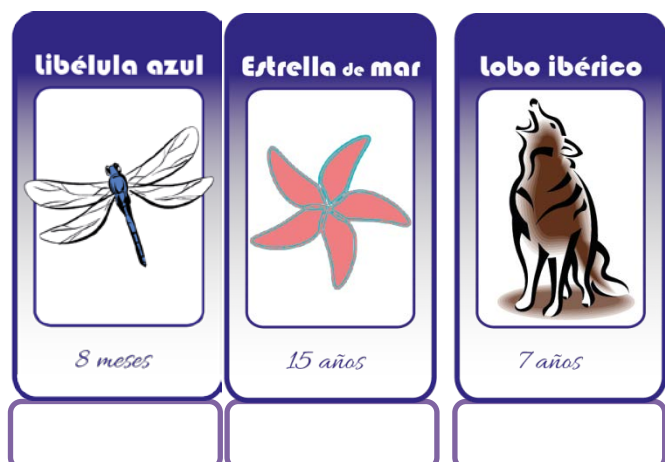 Libélula azul
Estrella de mar
Lobo ibérico
8 meses
15 años
7 años